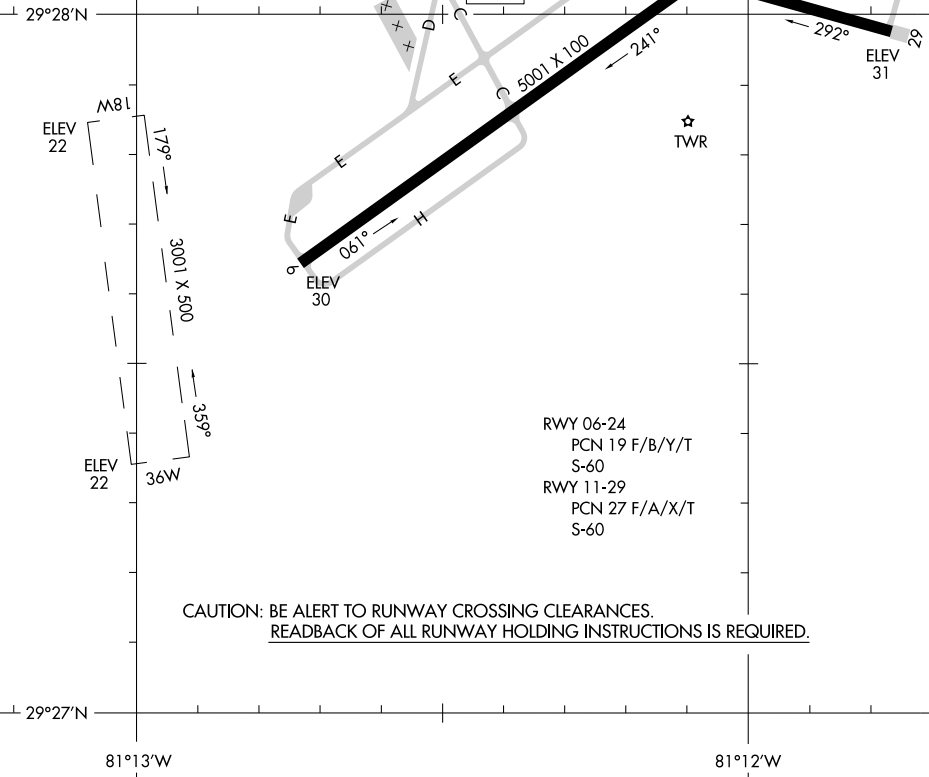 29°28'N
D
C
E
C
5001 X 100
241°
292°
29
ELEV
31
18W
ELEV
22
179°
TWR
E
E
H
061°
6
ELEV
30
3001 X 500
359°
ELEV
22
36W
RWY 06-24
PCN 19 F/B/Y/T
S-60
RWY 11-29
PCN 27 F/A/X/T
S-60
CAUTION: BE ALERT TO RUNWAY CROSSING CLEARANCES.
READBACK OF ALL RUNWAY HOLDING INSTRUCTIONS IS REQUIRED.
29°27'N
81°13'W
81°12'W